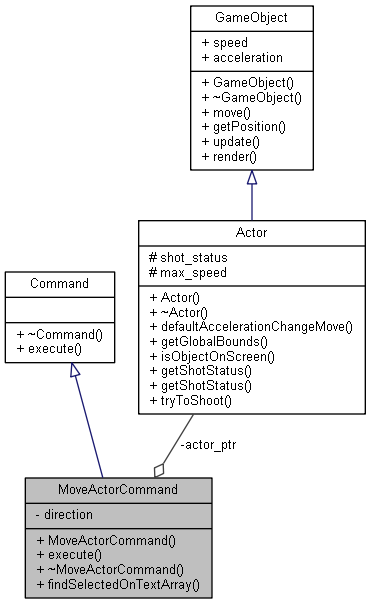 GameObject
+ speed
+ acceleration
+ GameObject()
+ ~GameObject()
+ move()
+ getPosition()
+ update()
+ render()
Actor
# shot_status
# max_speed
+ Actor()
+ ~Actor()
+ defaultAccelerationChangeMove()
+ getGlobalBounds()
+ isObjectOnScreen()
+ getShotStatus()
+ getShotStatus()
+ tryToShoot()
Command
+ ~Command()
+ execute()
-actor_ptr
MoveActorCommand
- direction
+ MoveActorCommand()
+ execute()
+ ~MoveActorCommand()
+ findSelectedOnTextArray()